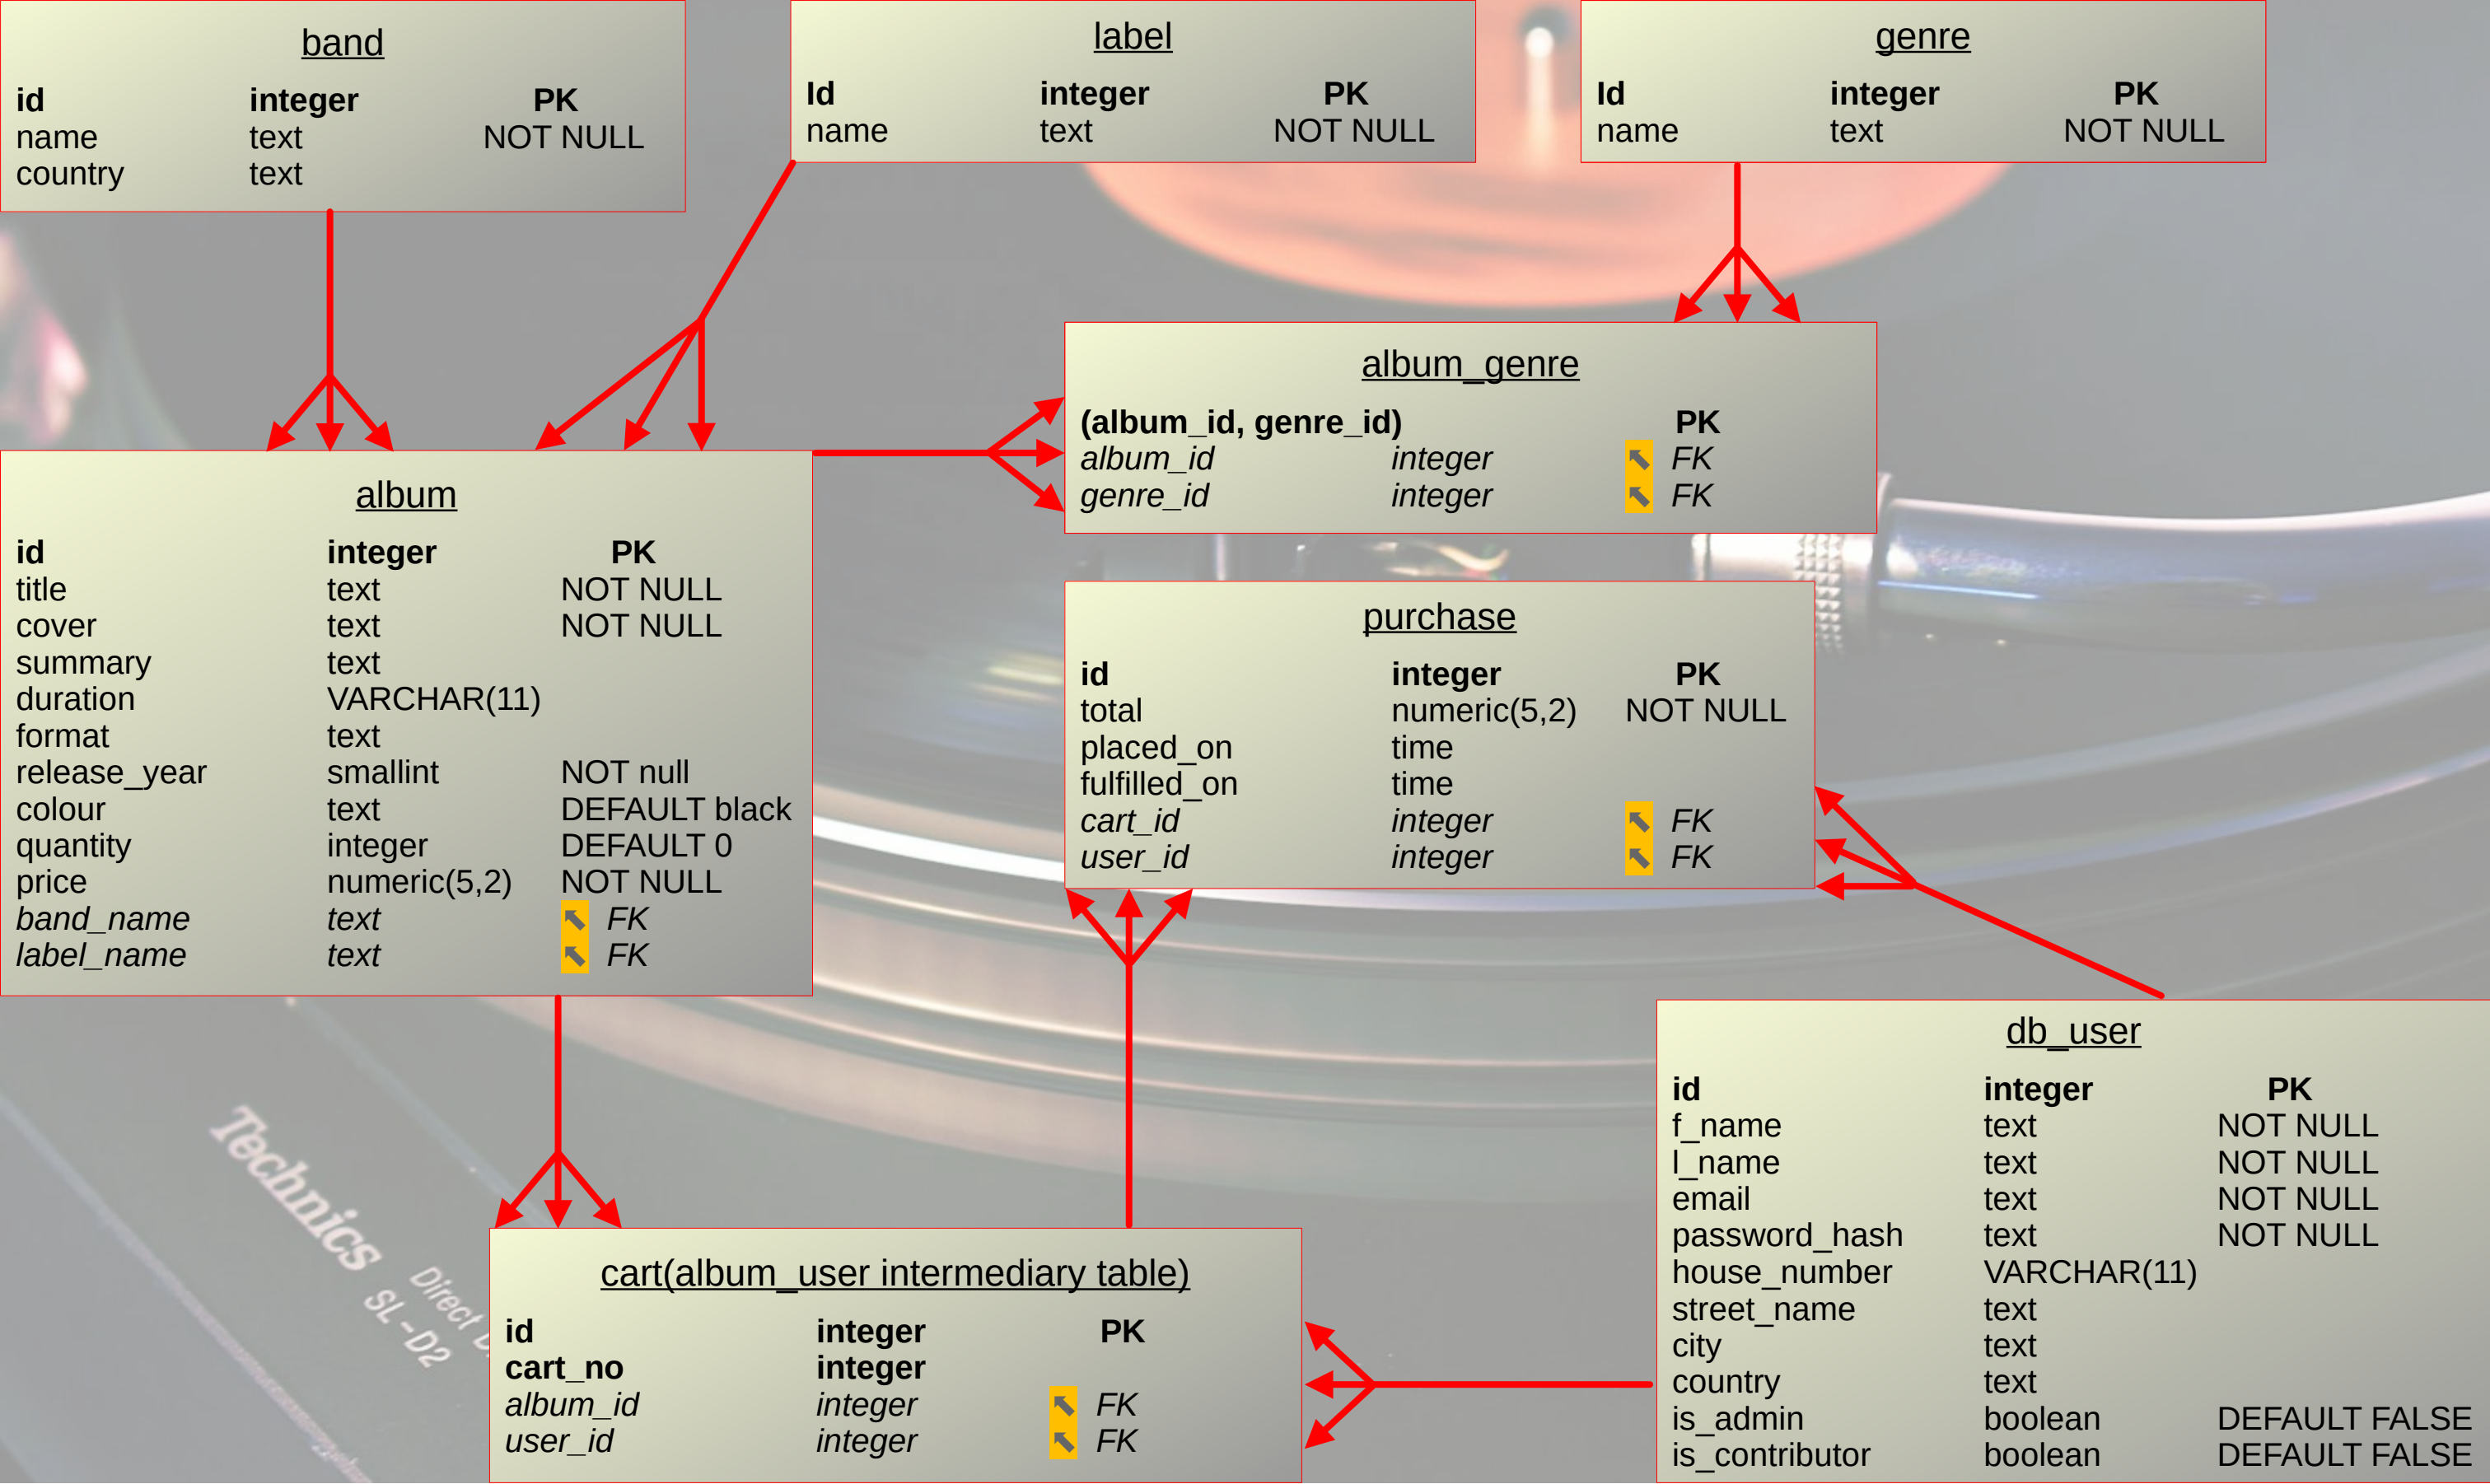 band
id integer PK
name text NOT NULL
country text
label
Id integer PK
name text NOT NULL
genre
Id integer PK
name text NOT NULL
album_genre
(album_id, genre_id) PK
album_id integer FK
genre_id integer FK
album
id integer PK
title text NOT NULL
cover text NOT NULL
summary text
duration VARCHAR(11)
format text
release_year smallint NOT null
colour text DEFAULT black
quantity integer DEFAULT 0
price numeric(5,2) NOT NULL
band_name text FK
label_name text FK
purchase
id integer PK
total numeric(5,2) NOT NULL
placed_on time
fulfilled_on time
cart_id integer FK
user_id integer FK
db_user
id integer PK
f_name text NOT NULL
l_name text NOT NULL
email text NOT NULL
password_hash text NOT NULL
house_number VARCHAR(11)
street_name text
city text
country text
is_admin boolean DEFAULT FALSE
is_contributor boolean DEFAULT FALSE
cart(album_user intermediary table)
id integer PK
cart_no integer
album_id integer FK
user_id integer FK
Technics
Direct
SL-D2